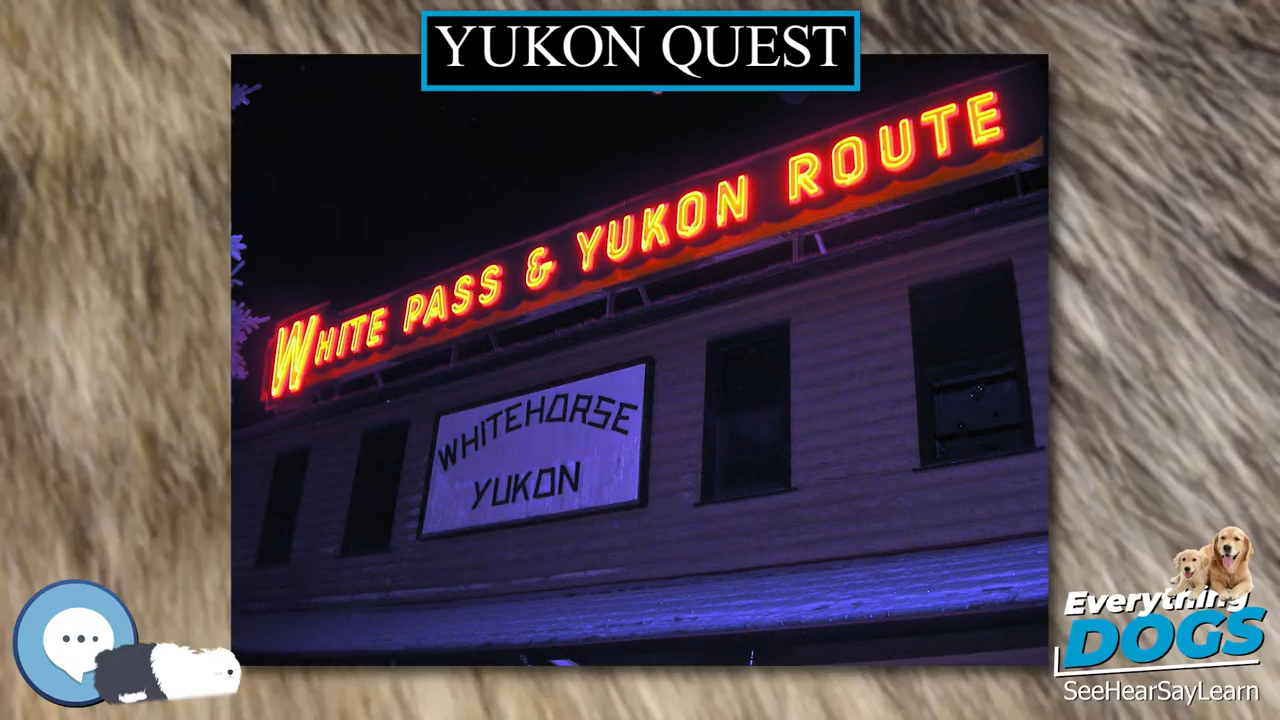 YUKON QUEST
WHITE PASS & YUKON ROUTE
WHITEHORSE
YUKON
Everything
DOGS
SeeHearSayLearn